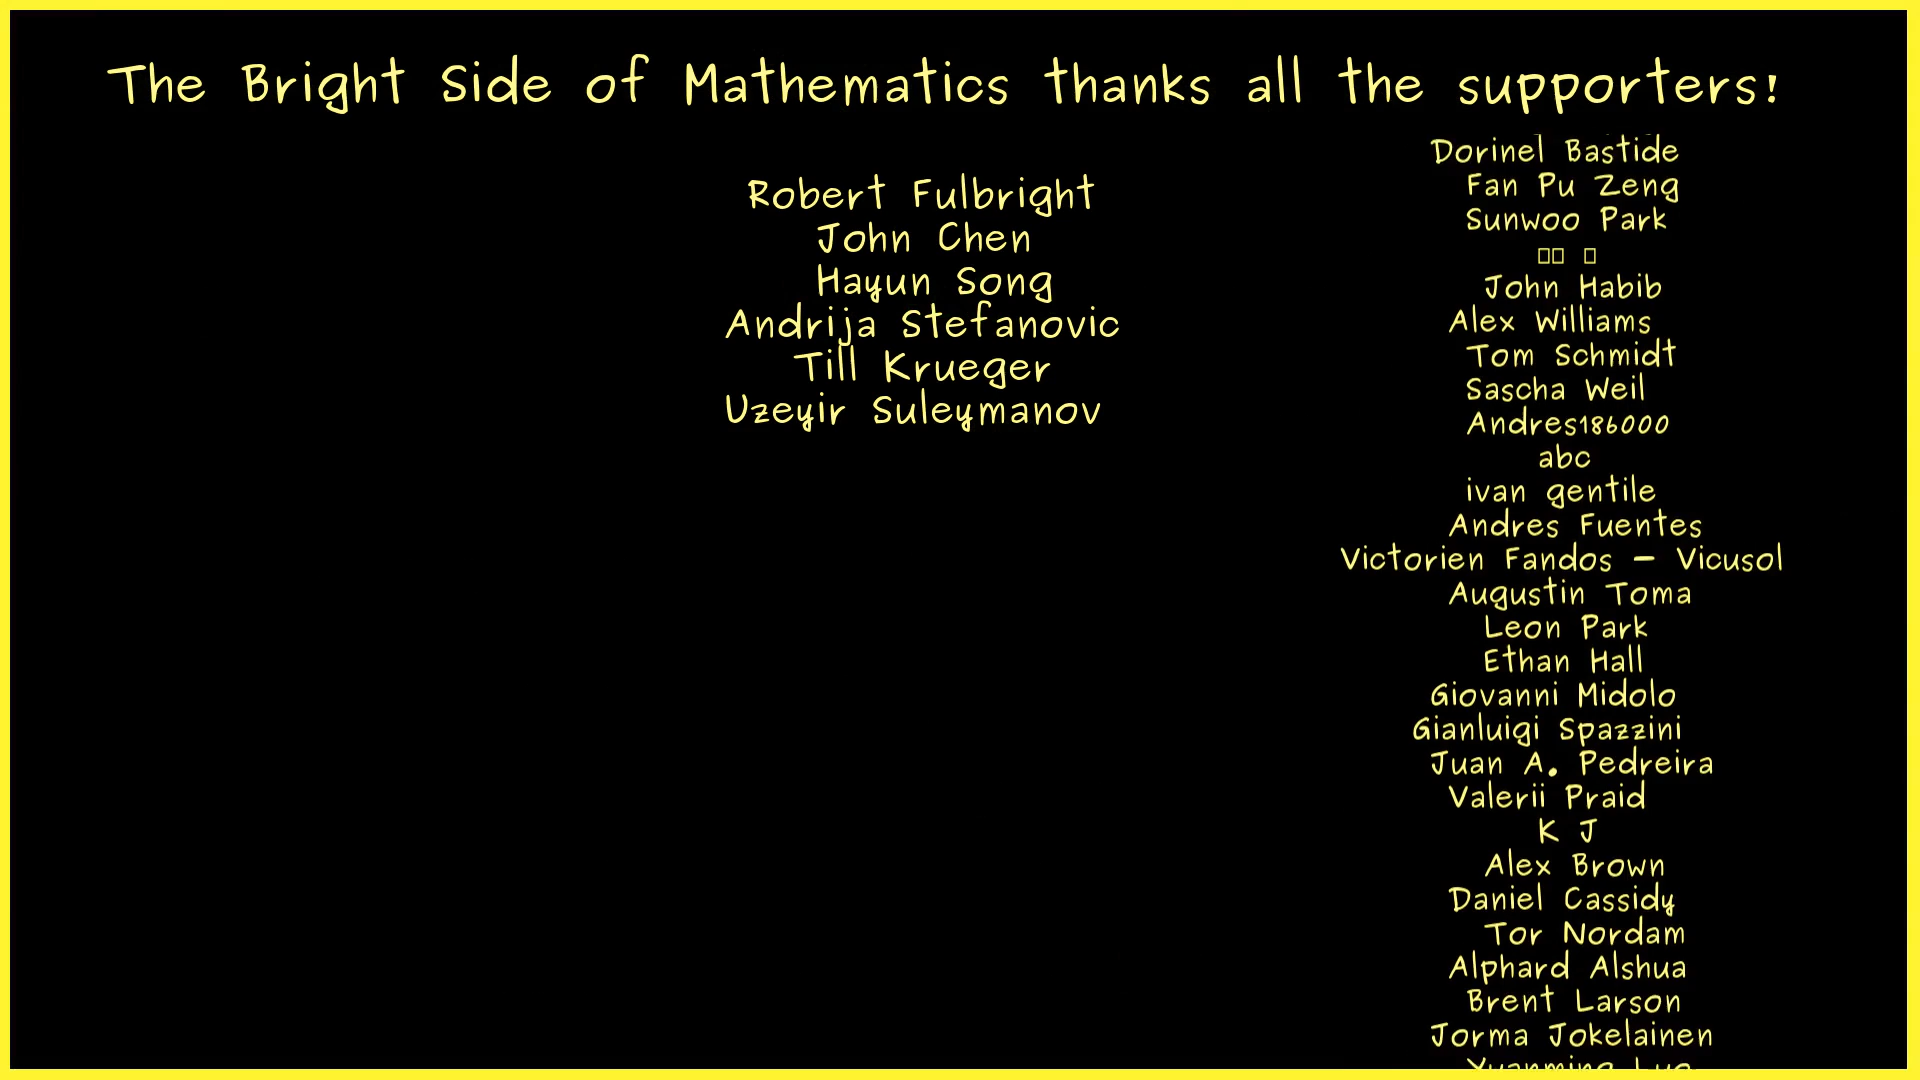 The Bright Side of Mathematics thanks all the supporters!
Robert Fulbright
John Chen
Hayun Song
Andrija Stefanovic
Till Krueger
Uzeyir Suleymanov
Dorinel Bastide
Fan Pu Zeng
Sunwoo Park
John Habib
Alex Williams
Tom Schmidt
Sascha Weil
Andres186000
abc
ivan gentile
Andres Fuentes
Victorien Fandos – Vicusol
Augustin Toma
Leon Park
Ethan Hall
Giovanni Midolo
Gianluigi Spazzini
Juan A. Pedreira
Valerii Praid
K J
Alex Brown
Daniel Cassidy
Tor Nordam
Alphard Alshua
Brent Larson
Jorma Jokelainen